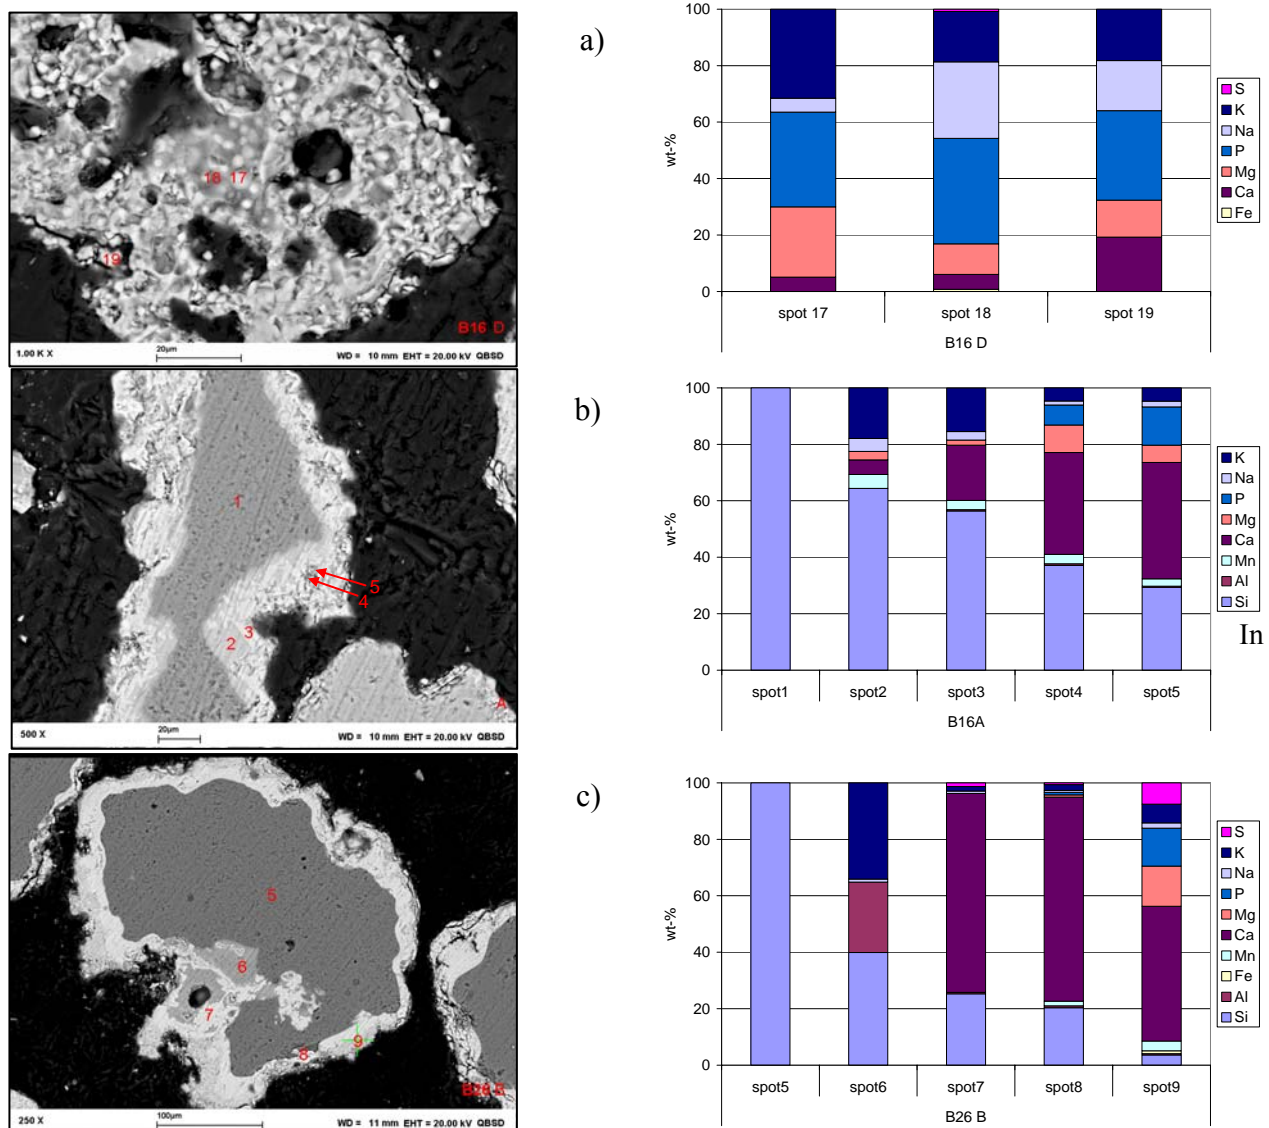 a)
18 17
19
B16 D
1.00 K X
20µm
WD = 10 mm EHT = 20.00 kV QBSD
100
80
60
40
20
0
wt-%
spot 17
spot 18
spot 19
B16 D
S
K
Na
P
Mg
Ca
Fe
b)
1
5
4
3
2
A
500 X
20µm
WD = 10 mm EHT = 20.00 kV QBSD
100
80
60
40
20
0
wt-%
spot1
spot2
spot3
spot4
spot5
B16A
K
Na
P
Mg
Ca
Mn
Al
Si
In
c)
5
6
7
8
9
B26 B
250 X
100µm
WD = 11 mm EHT = 20.00 kV QBSD
100
80
60
40
20
0
wt-%
spot5
spot6
spot7
spot8
spot9
B26 B
S
K
Na
P
Mg
Ca
Mn
Fe
Al
Si